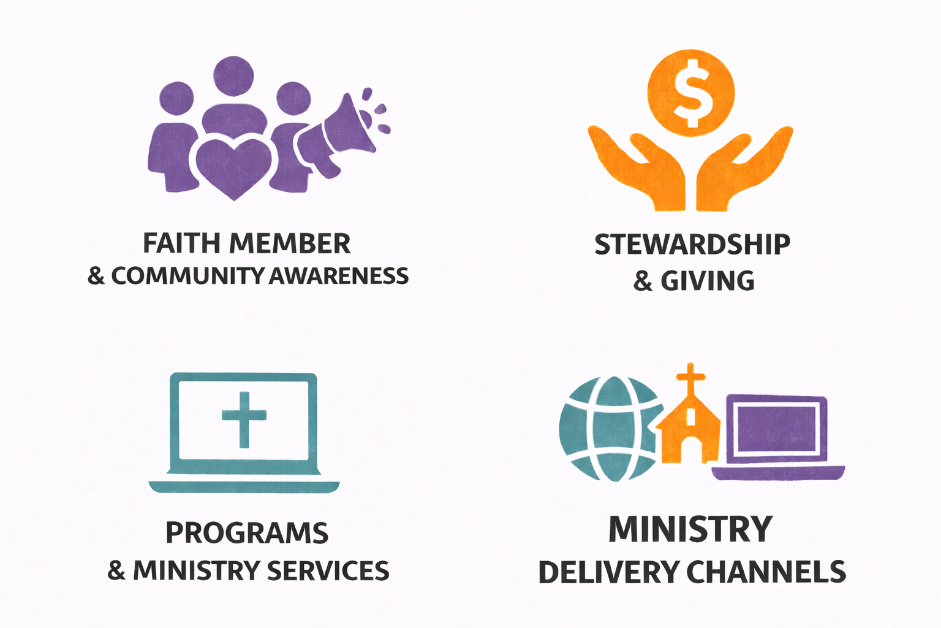 FAITH MEMBER
& COMMUNITY AWARENESS
$
STEWARDSHIP
& GIVING
PROGRAMS
& MINISTRY SERVICES
MINISTRY
DELIVERY CHANNELS